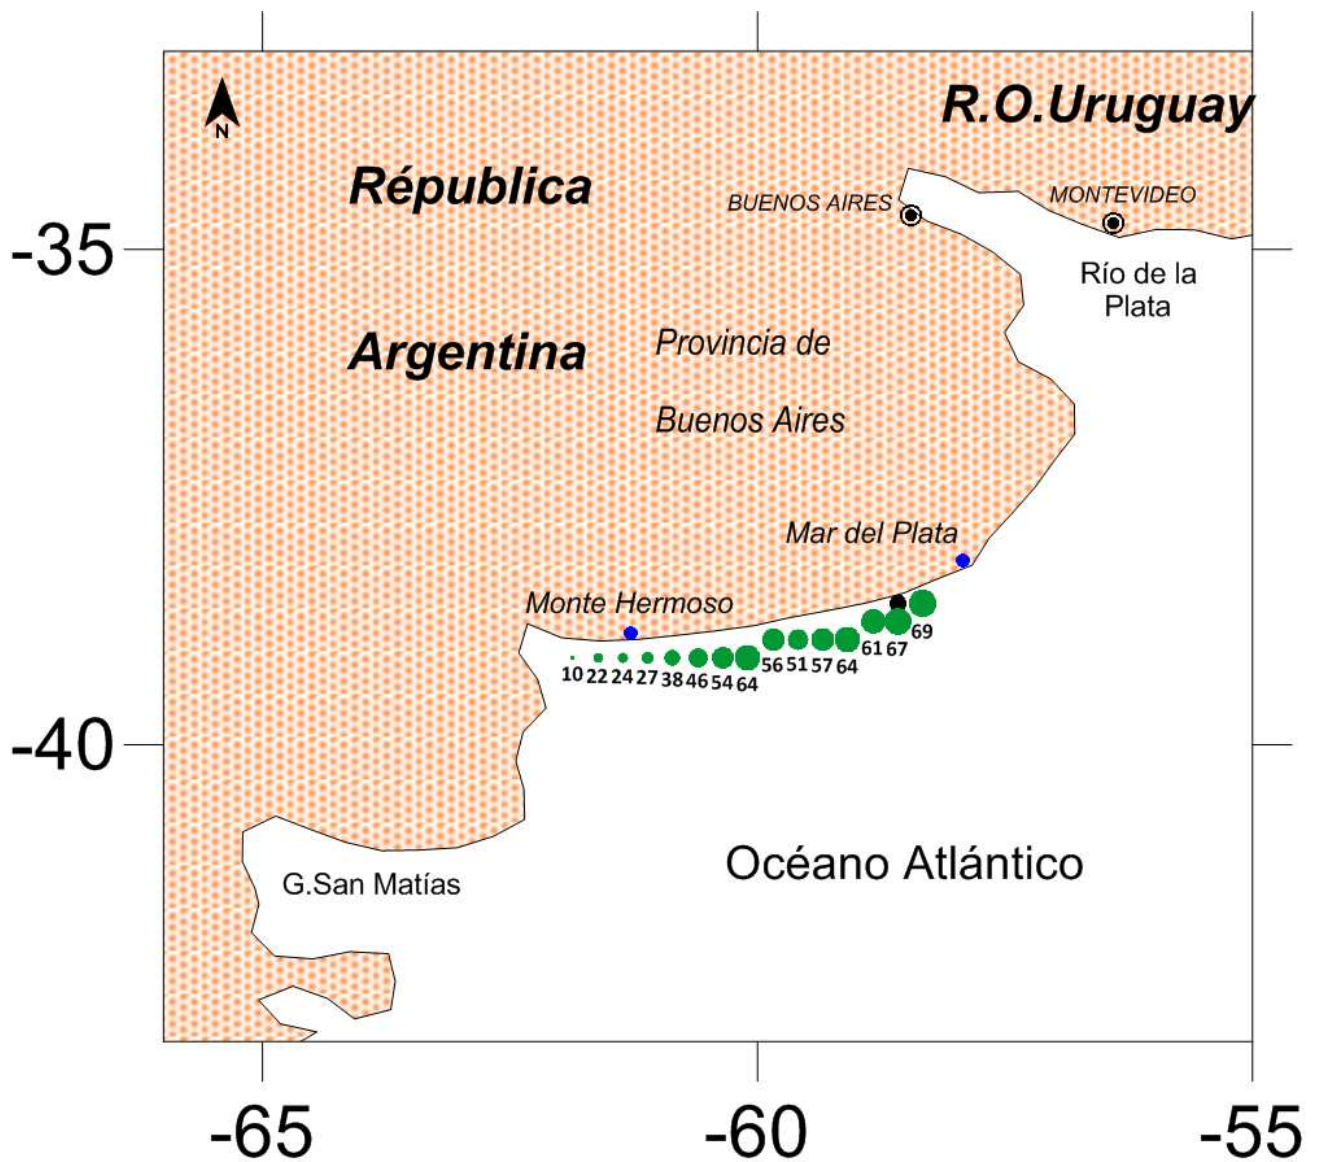 R.O.Uruguay
N
Républica
MONTEVIDEO
BUENOS AIRES
-35
Río de la
Plata
Argentina
Provincia de
Buenos Aires
Mar del Plata
Monte Hermoso
10 22 24 27 38 46 54 64 56 51 57 64 61 67 69
-40
Océano Atlántico
G.San Matías
-65 -60 -55